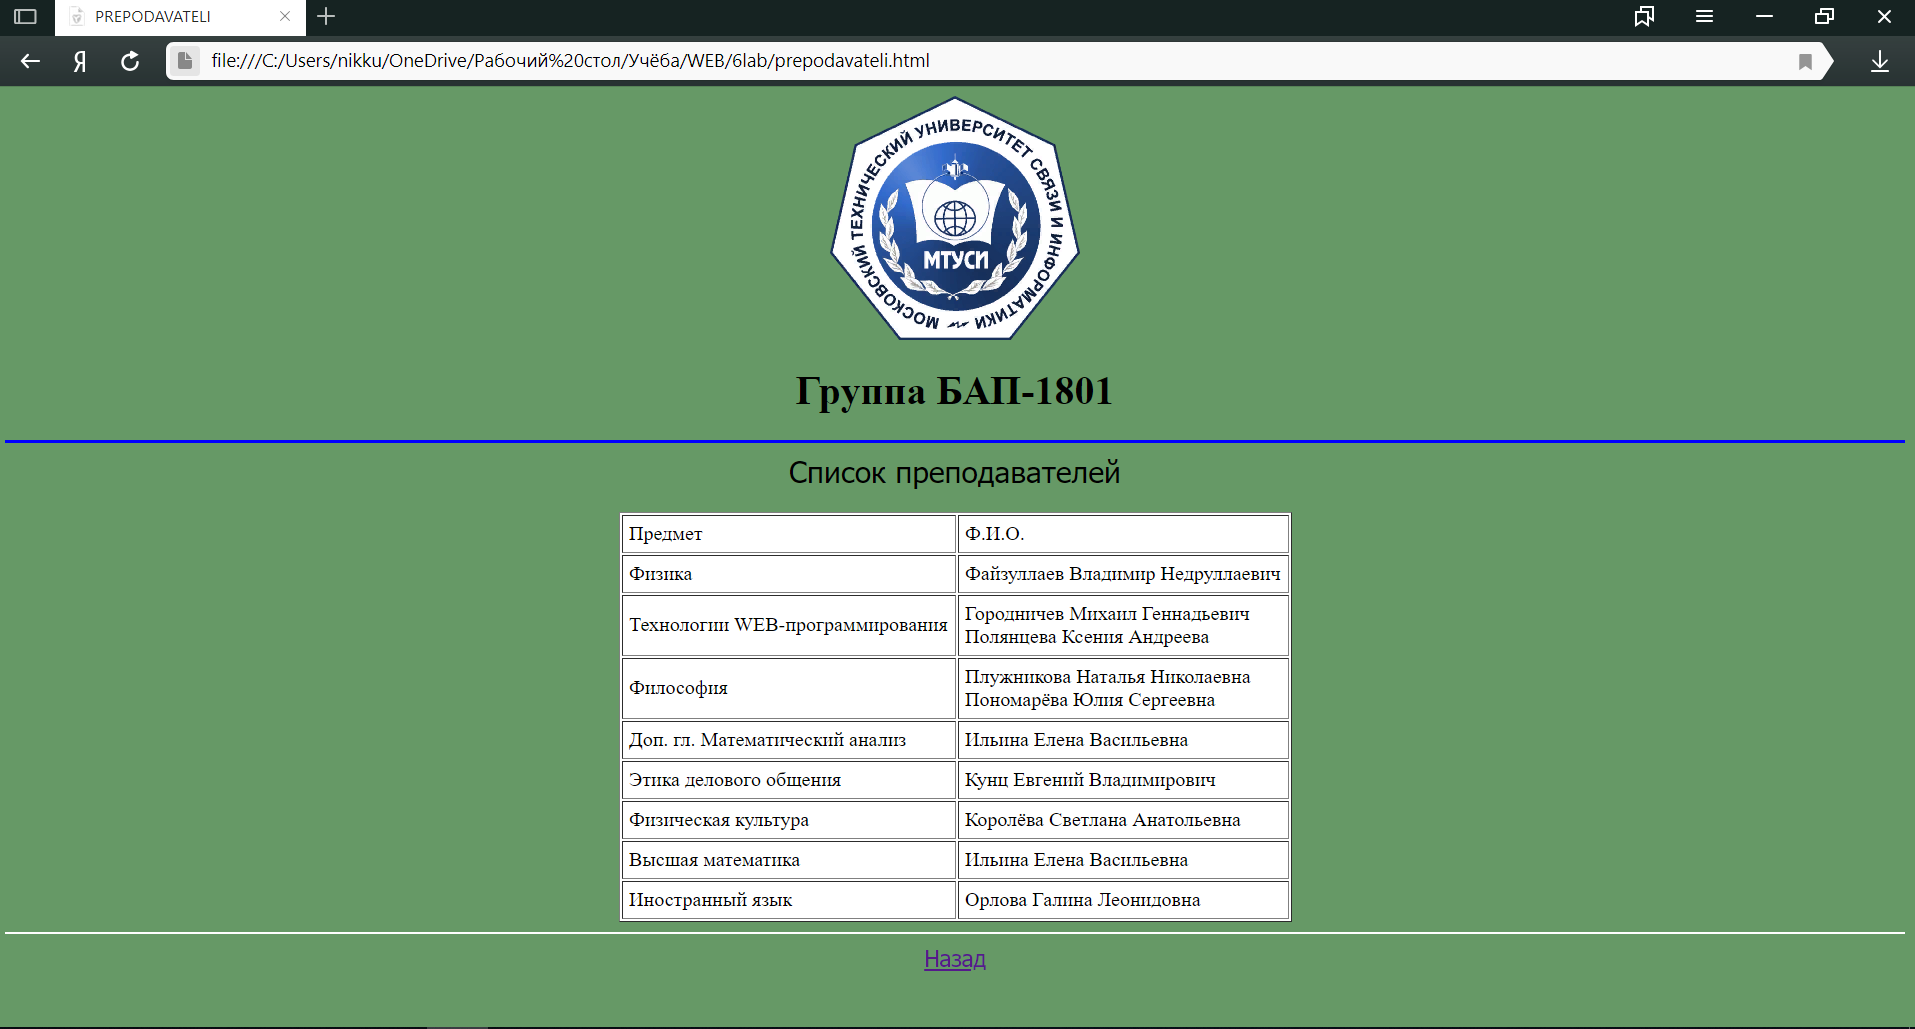 PREPODAVATELI
Я
file:///C:/Users/nikku/OneDrive/Рабочий%20стол/Учёба/WEB/6lab/prepodavateli.html
МОСКОВСКИЙ ТЕХНИЧЕСКИЙ УНИВЕРСИТЕТ СВЯЗИ И ИНФОРМАТИКИ
МТУСИ
Группа БАП-1801
Список преподавателей
Предмет Ф.И.О.
Физика Файзуллаев Владимир Недруллаевич
Технологии WEB-программирования Городничев Михаил Геннадьевич
Полянцева Ксения Андреева
Философия Плужникова Наталья Николаевна
Пономарёва Юлия Сергеевна
Доп. гл. Математический анализ Ильина Елена Васильевна
Этика делового общения Кунц Евгений Владимирович
Физическая культура Королёва Светлана Анатольевна
Высшая математика Ильина Елена Васильевна
Иностранный язык Орлова Галина Леонидовна
Назад